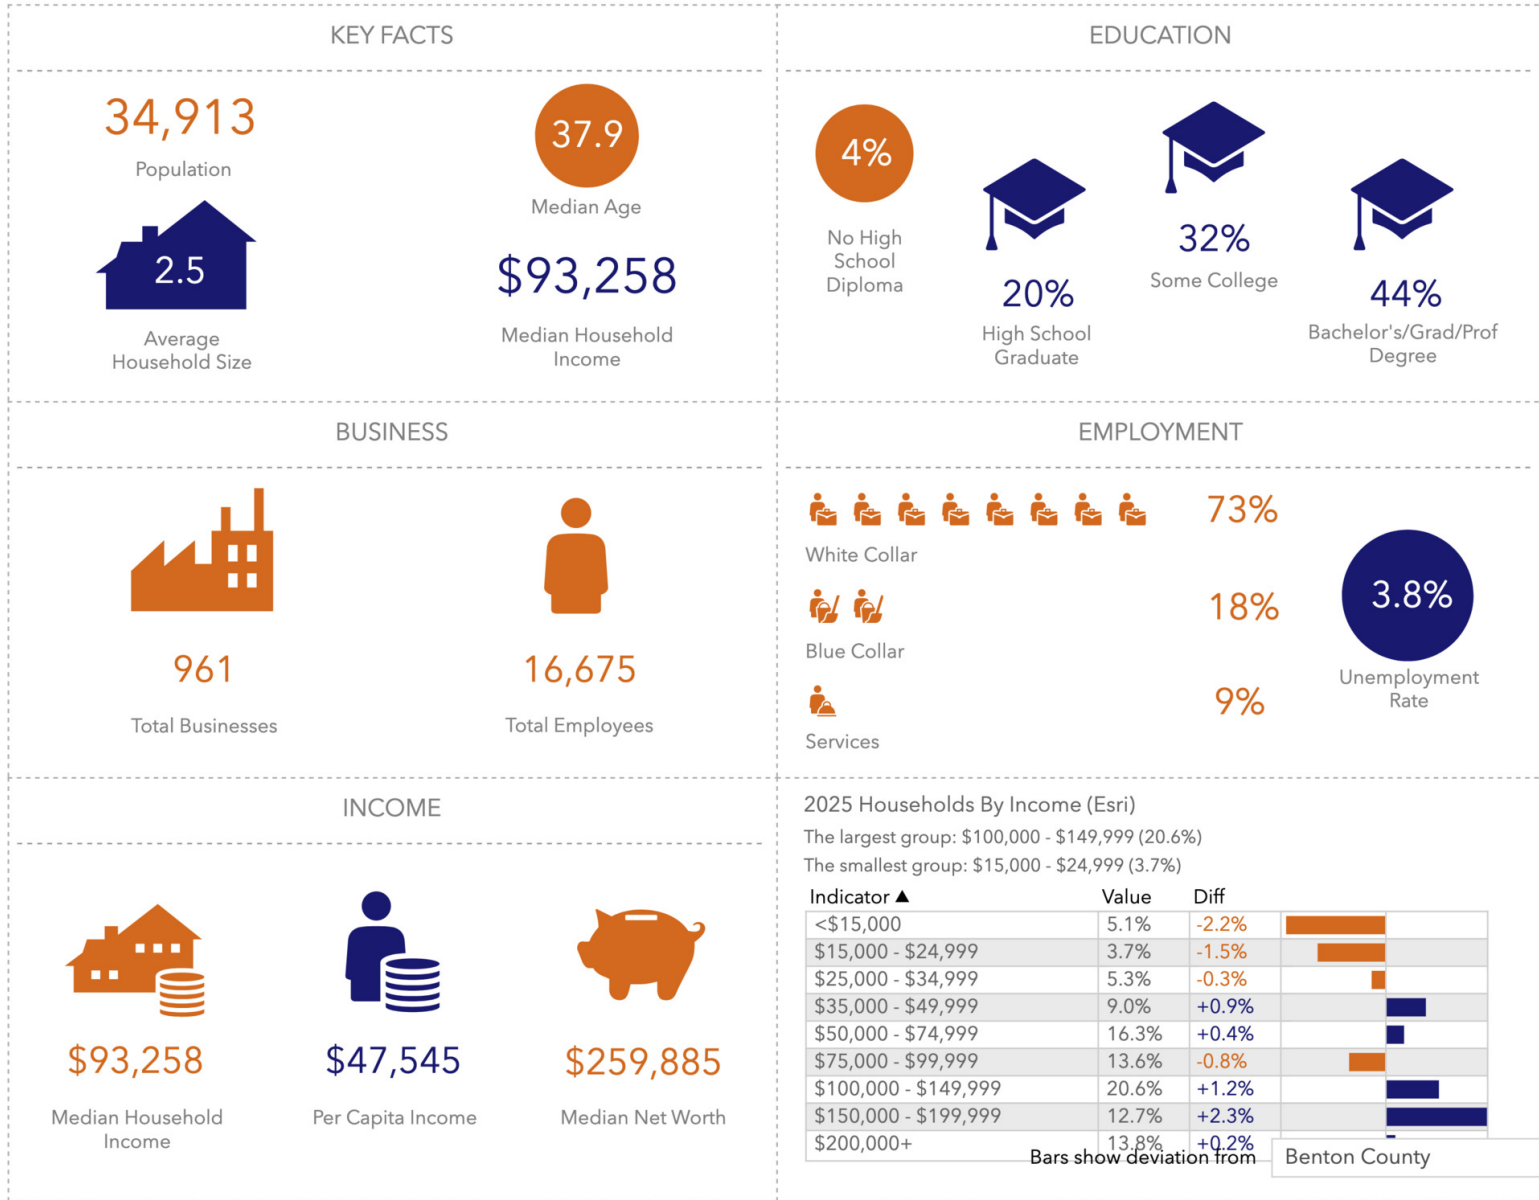 KEY FACTS
34,913
Population
37.9
Median Age
2.5
Average
Household Size
$93,258
Median Household
Income
EDUCATION
4%
No High
School
Diploma
20%
High School
Graduate
32%
Some College
44%
Bachelor's/Grad/Prof
Degree
BUSINESS
961
Total Businesses
16,675
Total Employees
EMPLOYMENT
73%
White Collar
18%
Blue Collar
9%
Services
3.8%
Unemployment
Rate
INCOME
$93,258
Median Household
Income
$47,545
Per Capita Income
$259,885
Median Net Worth
2025 Households By Income (Esri)
The largest group: $100,000 - $149,999 (20.6%)
The smallest group: $15,000 - $24,999 (3.7%)
Indicator ▲ Value Diff
<$15,000 5.1% -2.2%
$15,000 - $24,999 3.7% -1.5%
$25,000 - $34,999 5.3% -0.3%
$35,000 - $49,999 9.0% +0.9%
$50,000 - $74,999 16.3% +0.4%
$75,000 - $99,999 13.6% -0.8%
$100,000 - $149,999 20.6% +1.2%
$150,000 - $199,999 12.7% +2.3%
$200,000+ 13.8% +0.2%
Bars show deviation from Benton County